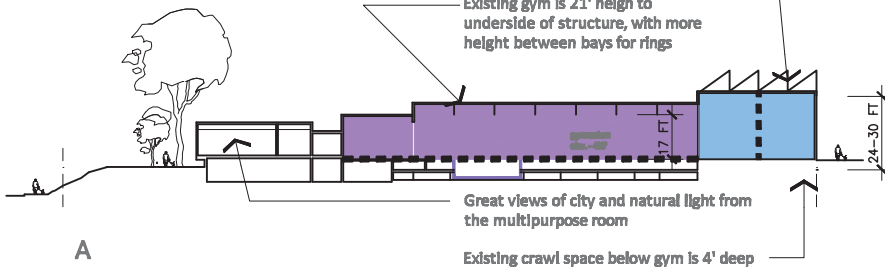 Existing gym is 21' heigh to
underside of structure, with more
height between bays for rings
17 FT
24-30 FT
Great views of city and natural light from
the multipurpose room
A
Existing crawl space below gym is 4' deep